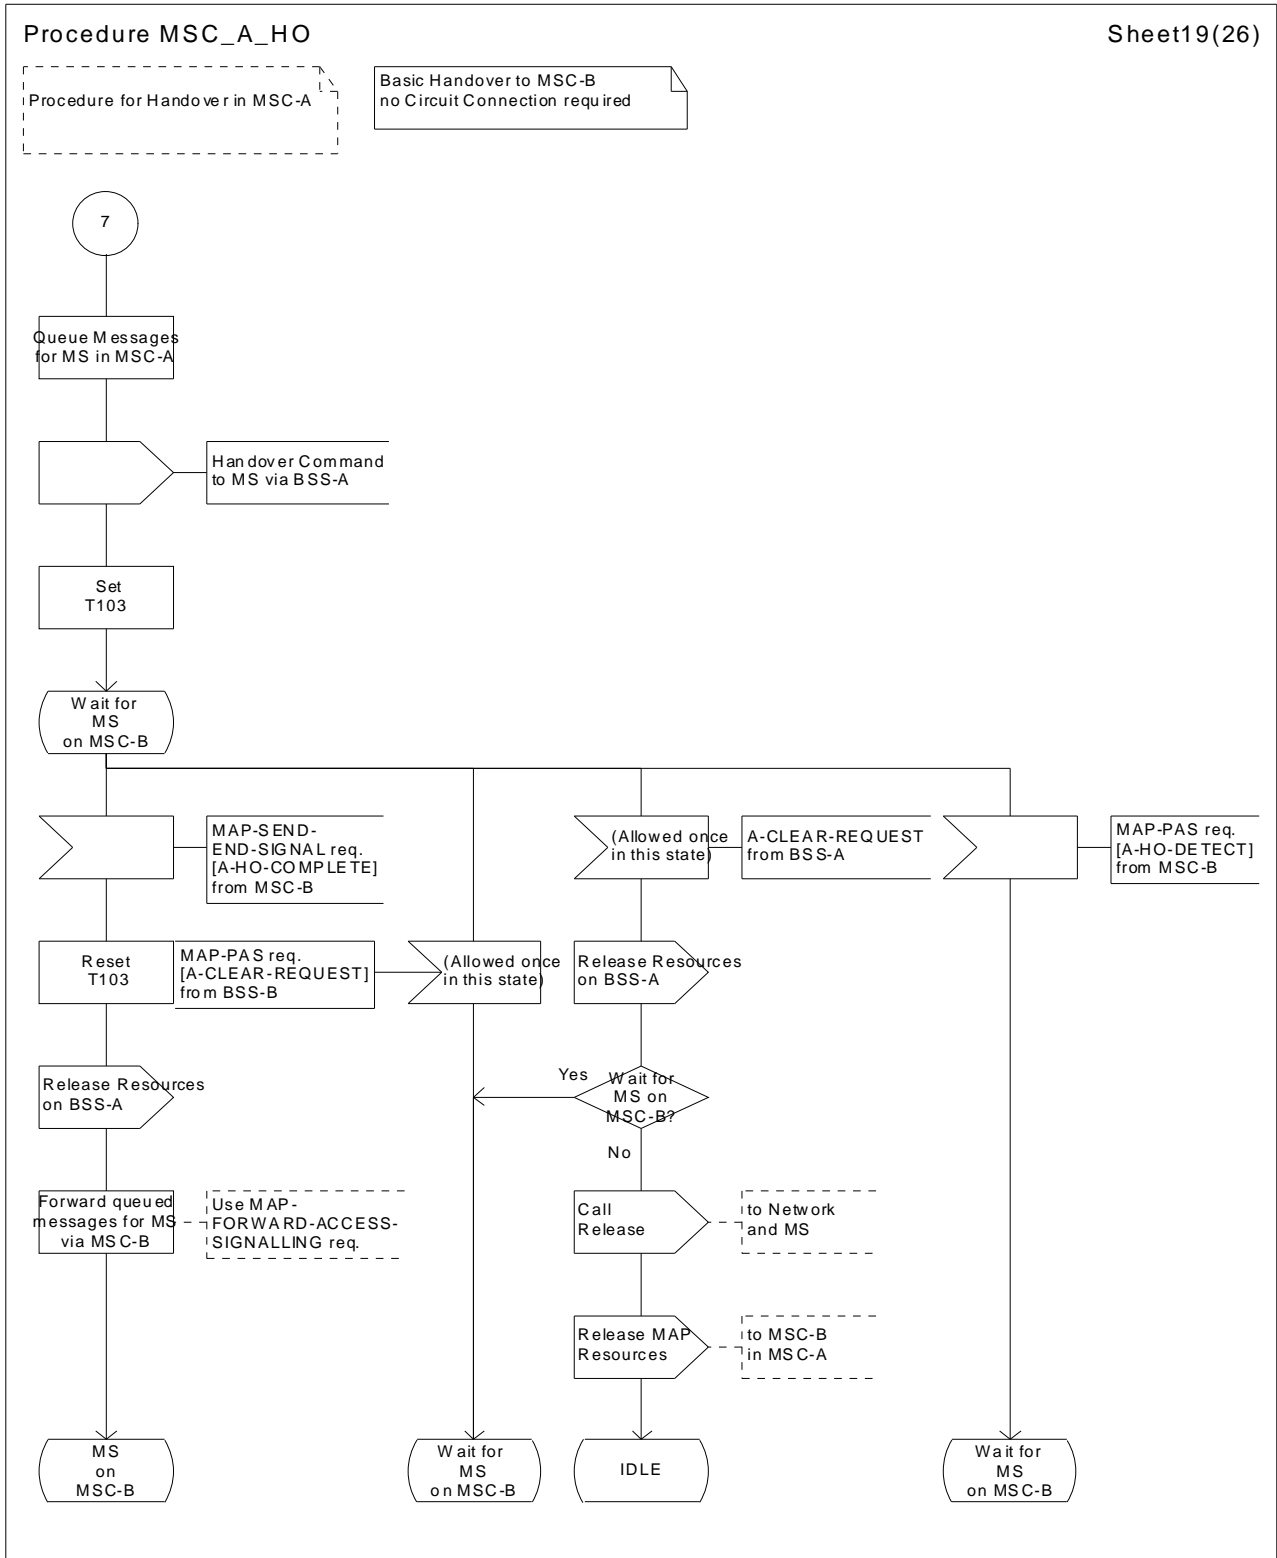 Procedure MSC_A_HO
Sheet19(26)
Procedure for Handover in MSC-A
Basic Handover to MSC-B
no Circuit Connection required
7
Queue Messages
for MS in MSC-A
Handover Command
to MS via BSS-A
Set
T103
Wait for
MS
on MSC-B
MAP-SEND-
END-SIGNAL req.
[A-HO-COMPLETE]
from MSC-B
(Allowed once
in this state)
A-CLEAR-REQUEST
from BSS-A
MAP-PAS req.
[A-HO-DETECT]
from MSC-B
Reset
T103
MAP-PAS req.
[A-CLEAR-REQUEST]
from BSS-B
(Allowed once
in this state)
Release Resources
on BSS-A
Release Resources
on BSS-A
Yes
Wait for
MS on
MSC-B?
No
Forward queued
messages for MS
via MSC-B
Use MAP-
FORWARD-ACCESS-
SIGNALLING req.
Call
Release
to Network
and MS
Release MAP
Resources
to MSC-B
in MSC-A
MS
on
MSC-B
Wait for
MS
on MSC-B
IDLE
Wait for
MS
on MSC-B